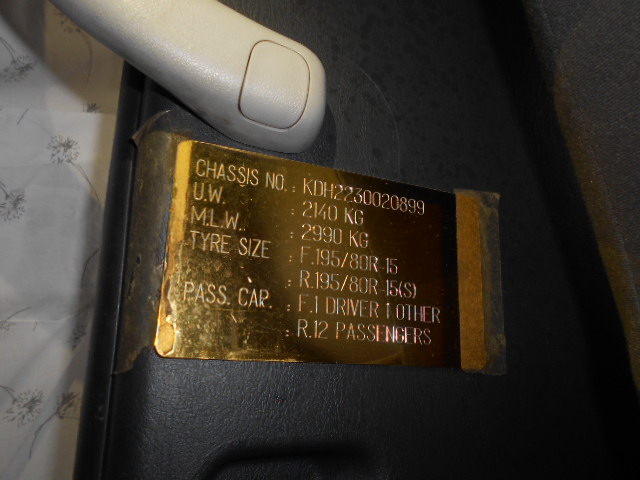 CHASSIS NO. : KDH2230020899
U.W. : 2140 KG
M.L.W. : 2990 KG
TYRE SIZE : F.195/80R-15
: R.195/80R-15(S)
PASS. CAP. : F.1 DRIVER 1 OTHER
: R.12 PASSENGERS